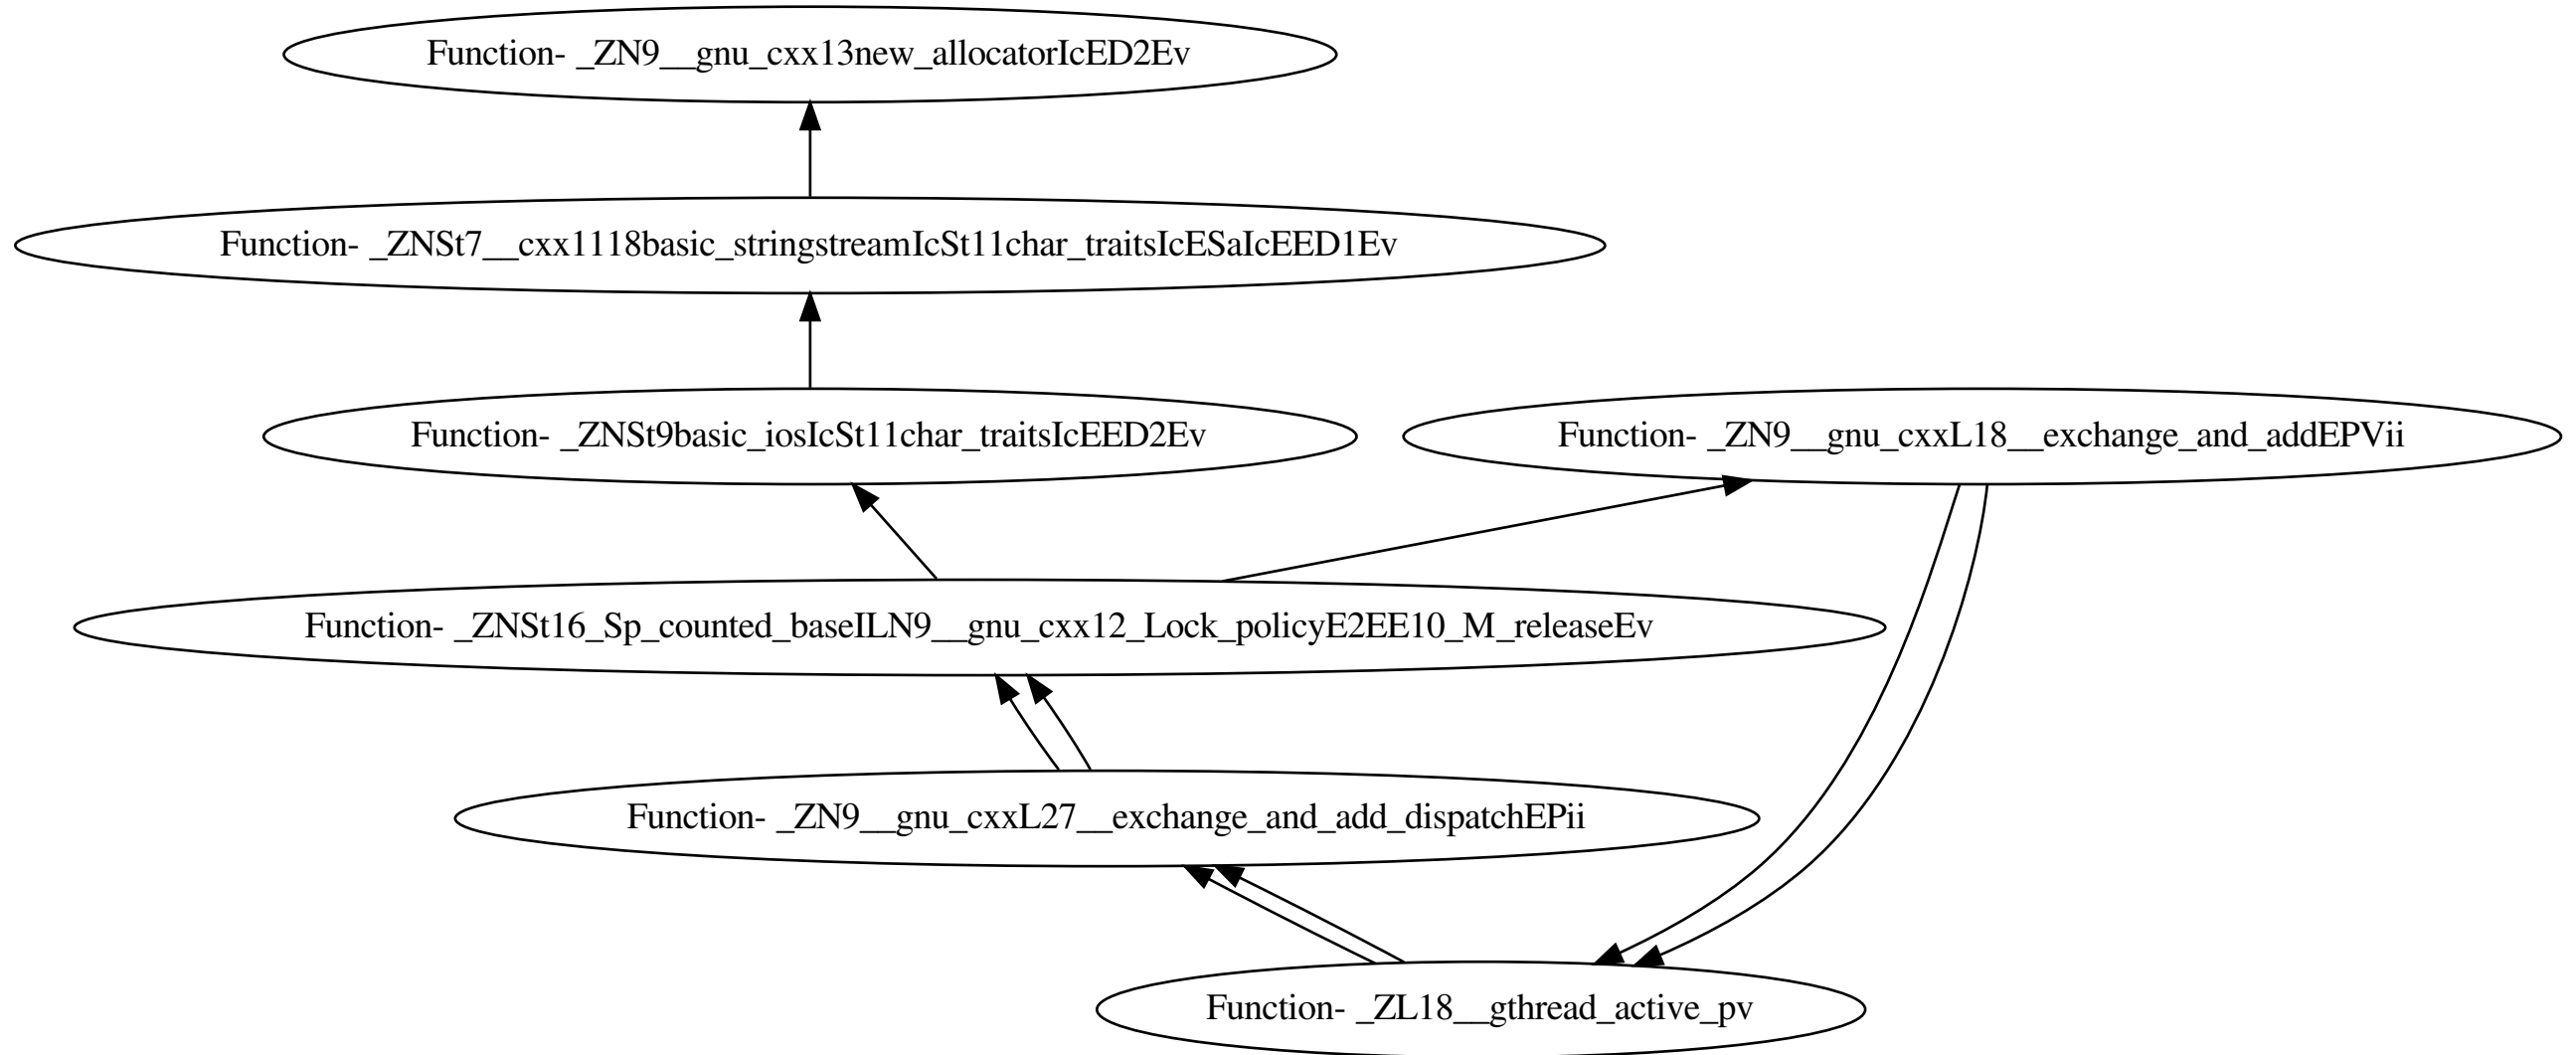 Function- _ZN9__gnu_cxx13new_allocatorIcED2Ev
Function- _ZNSt7__cxx1118basic_stringstreamIcSt11char_traitsIcESaIcEED1Ev
Function- _ZNSt9basic_iosIcSt11char_traitsIcEED2Ev
Function- _ZN9__gnu_cxxL18__exchange_and_addEPVii
Function- _ZNSt16_Sp_counted_baseILN9__gnu_cxx12_Lock_policyE2EE10_M_releaseEv
Function- _ZN9__gnu_cxxL27__exchange_and_add_dispatchEPii
Function- _ZL18__gthread_active_pv